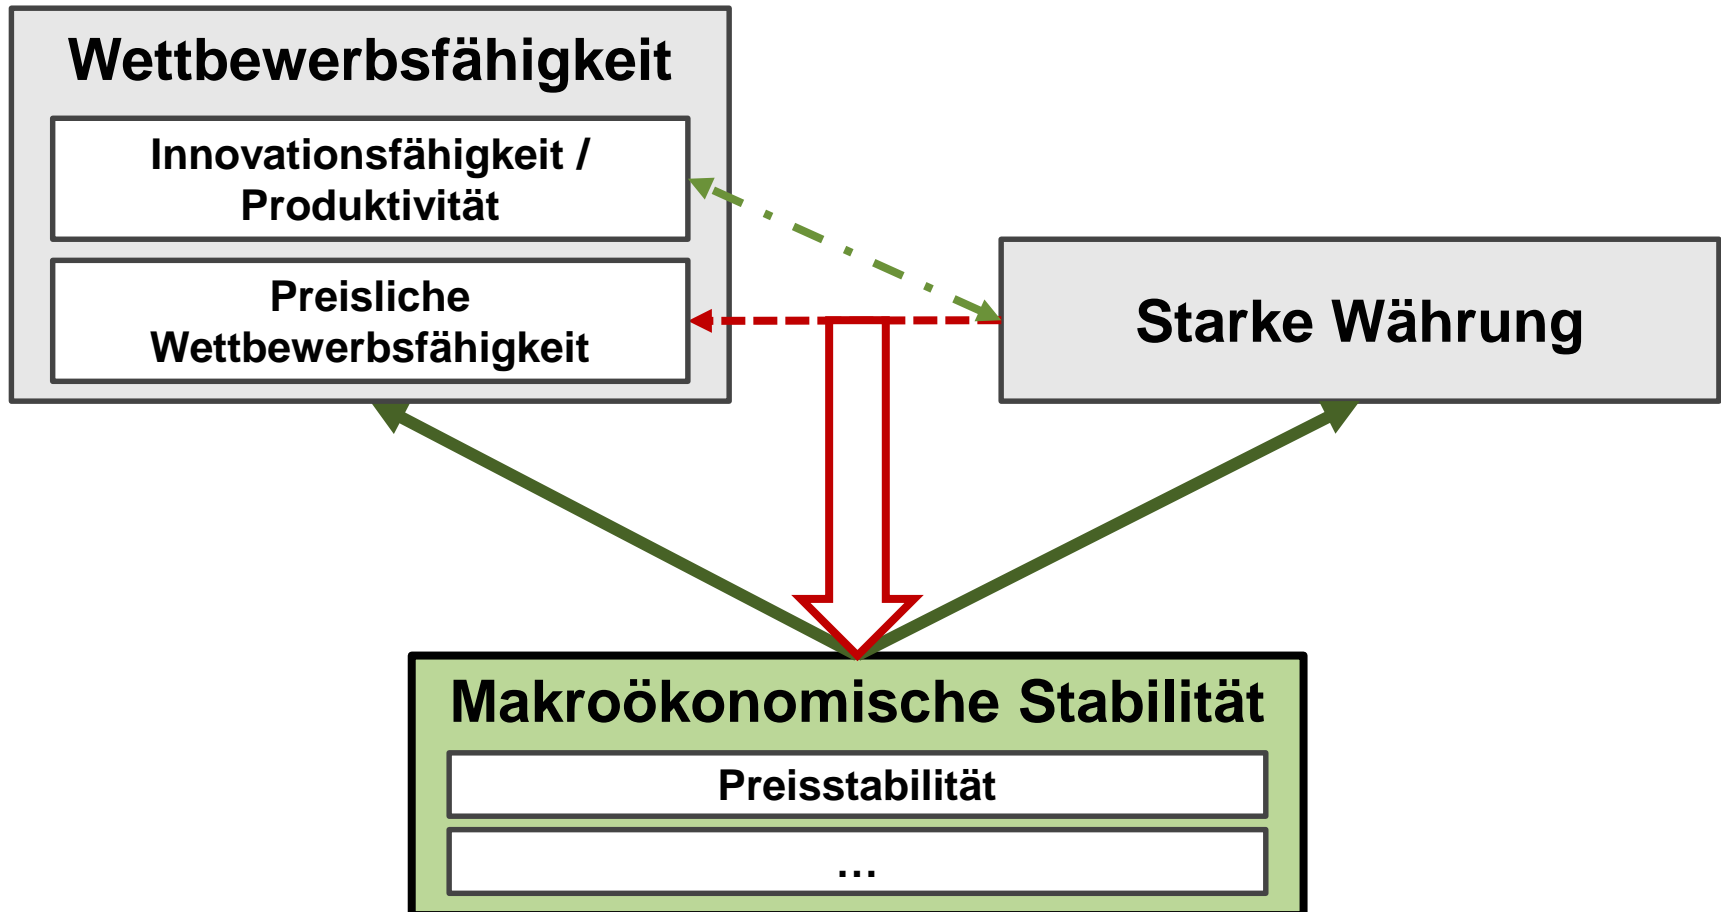 Wettbewerbsfähigkeit
Innovationsfähigkeit /
Produktivität
Preisliche
Wettbewerbsfähigkeit
Starke Währung
Makroökonomische Stabilität
Preisstabilität
...